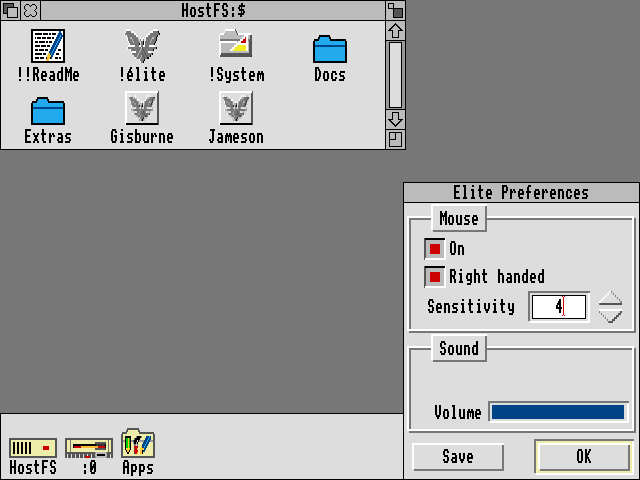 HostFS:$
!!ReadMe !élite !System Docs
Extras Gisburne Jameson
Elite Preferences
Mouse
On
Right handed
Sensitivity 4
Sound
Volume
Save OK
HostFS :0 Apps